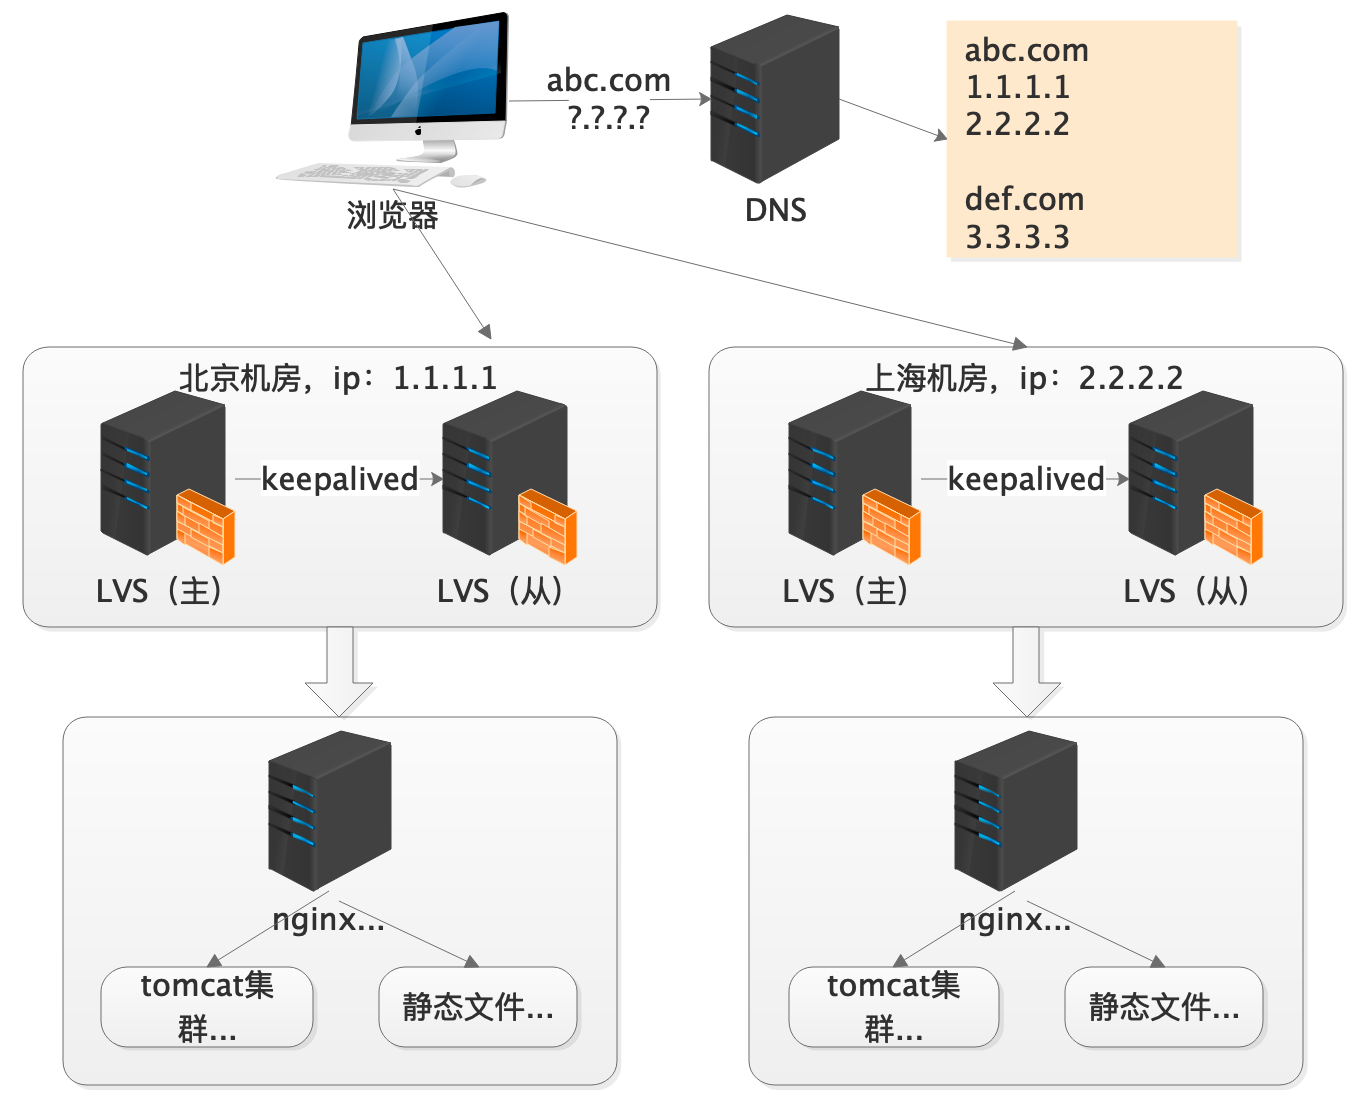 abc.com
?.?.?.?
浏览器
DNS
abc.com
1.1.1.1
2.2.2.2
def.com
3.3.3.3
北京机房，ip：1.1.1.1
keepalived
LVS（主）
LVS（从）
上海机房，ip：2.2.2.2
keepalived
LVS（主）
LVS（从）
nginx...
tomcat集
群...
静态文件...
nginx...
tomcat集
群...
静态文件...